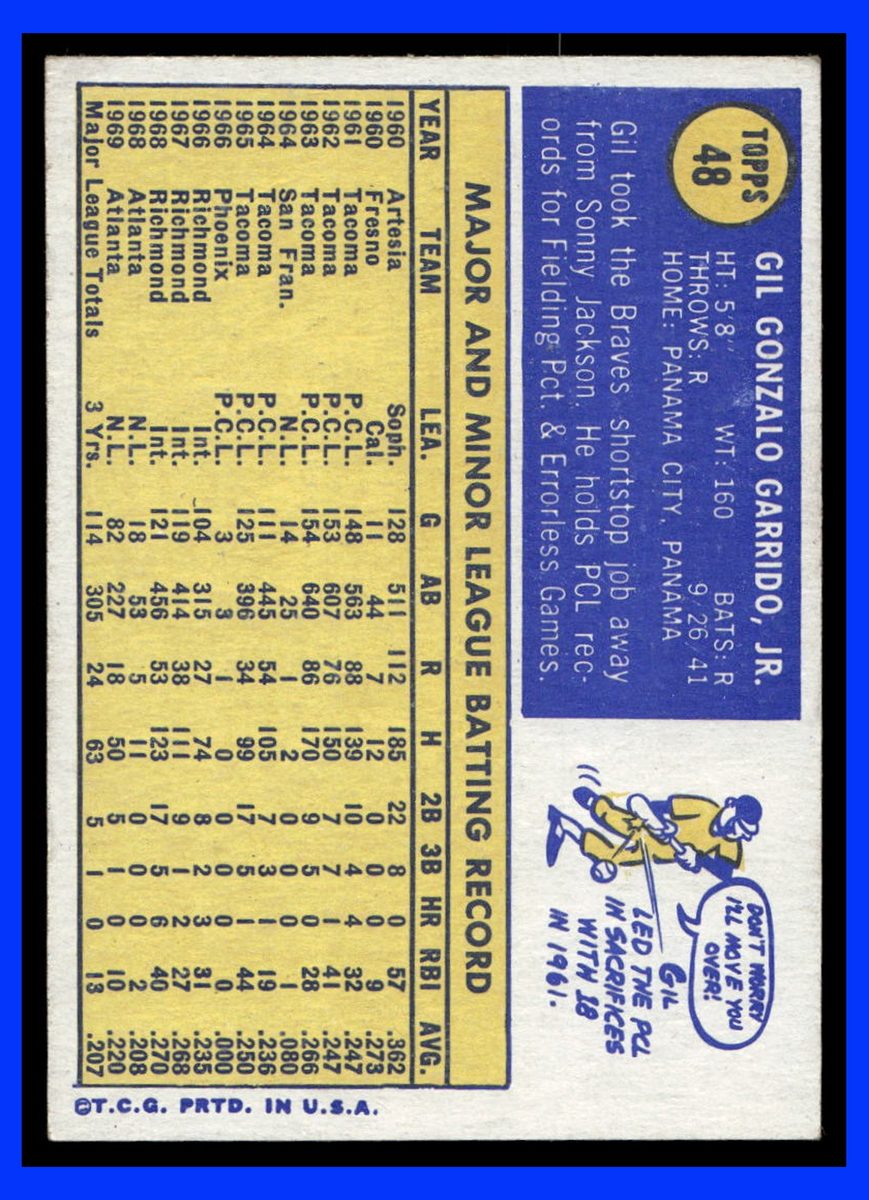 TOPPS
48
GIL GONZALO GARRIDO, JR.
HT: 5'8" WT: 160 BATS: R
THROWS: R 9/26/41
HOME: PANAMA CITY, PANAMA
Gil took the Braves shortstop job away
from Sonny Jackson. He holds PCL rec-
ords for Fielding Pct. & Errorless Games.
DON'T WORRY
I'LL MOVE YOU
OVER!
GIL
LED THE PCL
IN SACRIFICES
WITH 18
IN 1961.
MAJOR AND MINOR LEAGUE BATTING RECORD
YEAR TEAM LEA. G AB R H 2B 3B HR RBI AVG.
1960 Artesia Soph. 128 511 112 185 22 8 0 57 .362
1960 Fresno Cal. 11 44 7 12 0 0 0 9 .273
1961 Tacoma P.C.L. 148 563 88 139 10 4 4 32 .247
1962 Tacoma P.C.L. 153 607 76 150 7 7 1 41 .247
1963 Tacoma P.C.L. 154 640 86 170 9 5 0 28 .266
1964 San Fran. N.L. 14 25 1 2 0 0 0 1 .080
1964 Tacoma P.C.L. 111 445 54 105 7 3 1 19 .236
1965 Tacoma P.C.L. 125 396 34 99 17 5 1 44 .250
1966 Phoenix P.C.L. 3 3 1 0 0 0 0 0 .000
1966 Richmond Int. 104 315 27 74 8 2 3 31 .235
1967 Richmond Int. 119 414 38 111 9 1 2 27 .268
1968 Richmond Int. 121 456 53 123 17 5 6 40 .270
1968 Atlanta N.L. 18 53 5 11 0 0 0 2 .208
1969 Atlanta N.L. 82 227 18 50 5 1 0 10 .220
Major League Totals 3 Yrs. 114 305 24 63 5 1 0 13 .207
©T.C.G. PRTD. IN U.S.A.